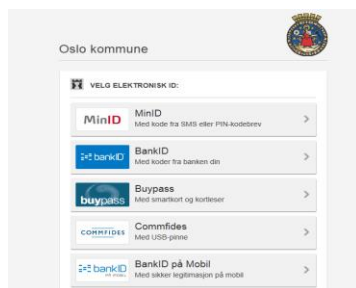 Oslo kommune
VELG ELEKTRONISK ID:
MinID
MinID
Med kode fra SMS eller PIN-kodebrev
bankID
BankID
Med koder fra banken din
buypass
Buypass
Med smartkort og kortleser
COMMFIDES
Commfides
Med USB-pinne
bankID
BankID på Mobil
Med sikker legitimasjon på mobil